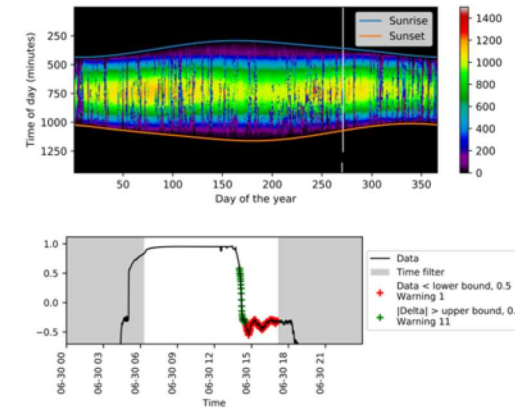 1400
1200
1000
800
600
400
200
0
Sunrise
Sunset
250
500
750
1000
1250
Time of day (minutes)
50
100
150
200
250
300
350
Day of the year
1.0
0.5
0.0
−0.5
06-30 00
06-30 03
06-30 06
06-30 09
06-30 12
06-30 15
06-30 18
06-30 21
Time
Data
Time filter
Data < lower bound, 0.5
Warning 1
|Delta| > upper bound, 0.
Warning 11